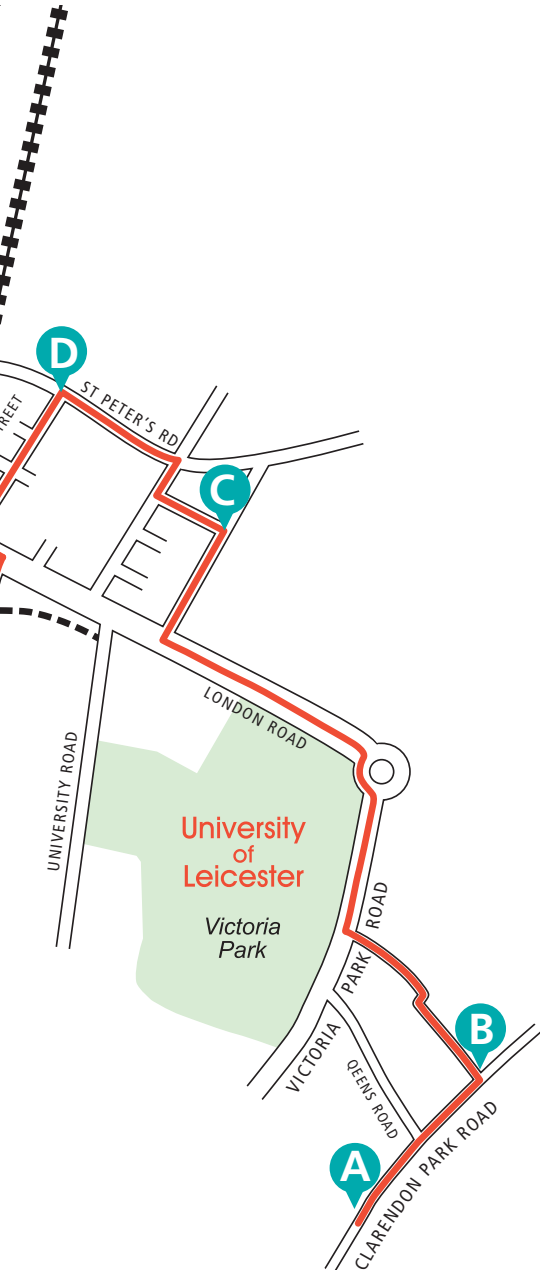 D
ST PETER'S RD
REET
C
LONDON ROAD
UNIVERSITY ROAD
University
of
Leicester
Victoria
Park
VICTORIA PARK ROAD
B
QEENS ROAD
A
CLARENDON PARK ROAD